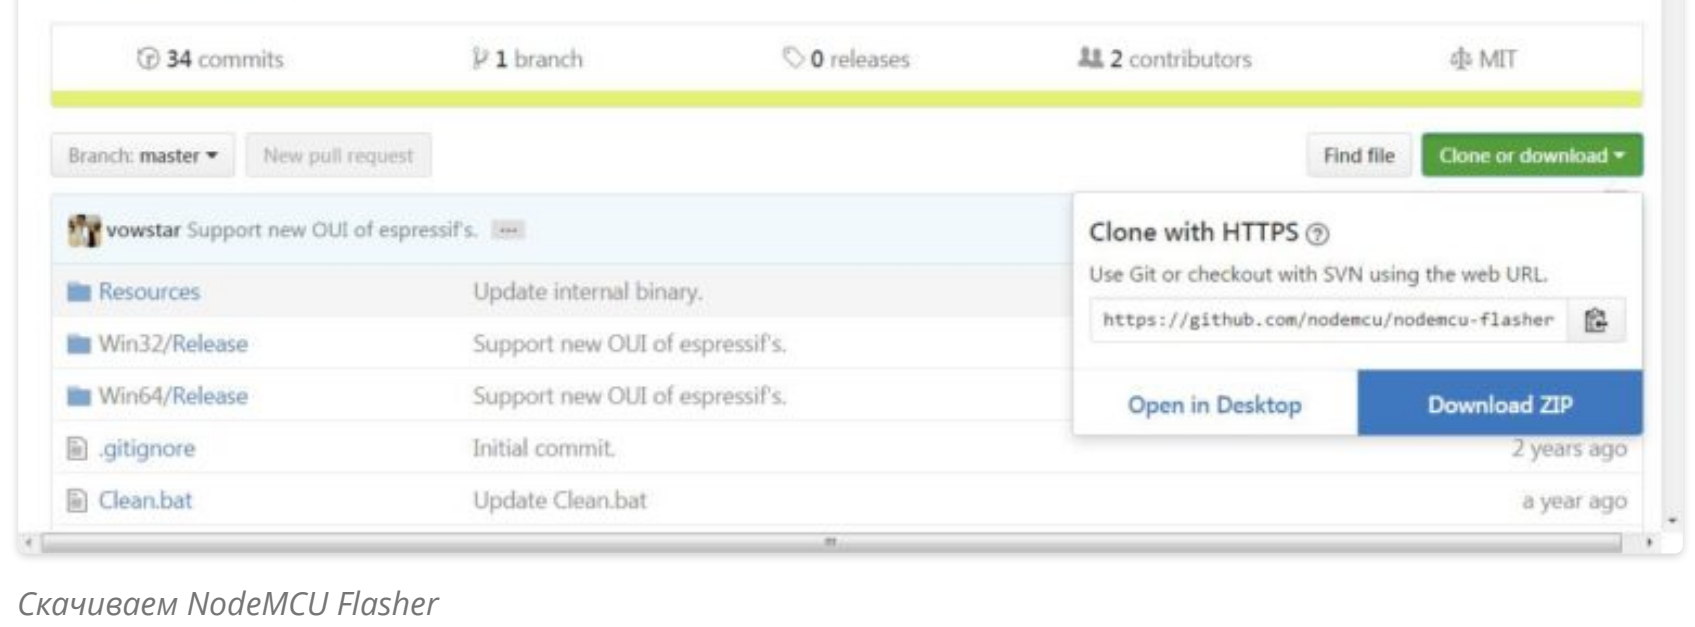 34 commits 1 branch 0 releases 2 contributors MIT
Branch: master New pull request Find file Clone or download
vowstar Support new OUI of espressif's. ...
Clone with HTTPS ?
Use Git or checkout with SVN using the web URL.
https://github.com/nodemcu/nodemcu-flasher
Open in Desktop Download ZIP
Resources Update internal binary.
Win32/Release Support new OUI of espressif's.
Win64/Release Support new OUI of espressif's.
.gitignore Initial commit. 2 years ago
Clean.bat Update Clean.bat a year ago
Скачиваем NodeMCU Flasher